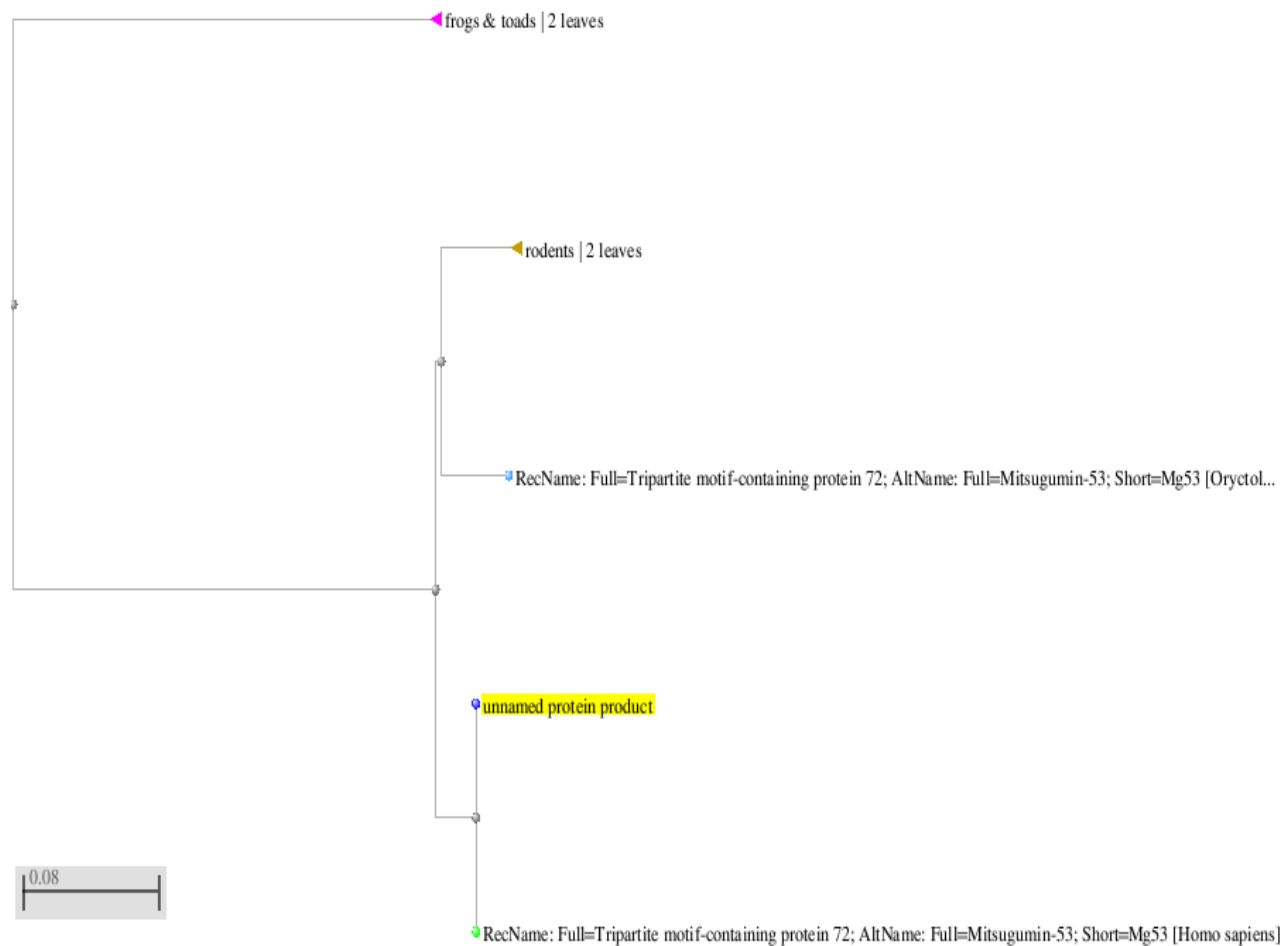 frogs & toads | 2 leaves
rodents | 2 leaves
RecName: Full=Tripartite motif-containing protein 72; AltName: Full=Mitsugumin-53; Short=Mg53 [Oryctol...
unnamed protein product
0.08
RecName: Full=Tripartite motif-containing protein 72; AltName: Full=Mitsugumin-53; Short=Mg53 [Homo sapiens]